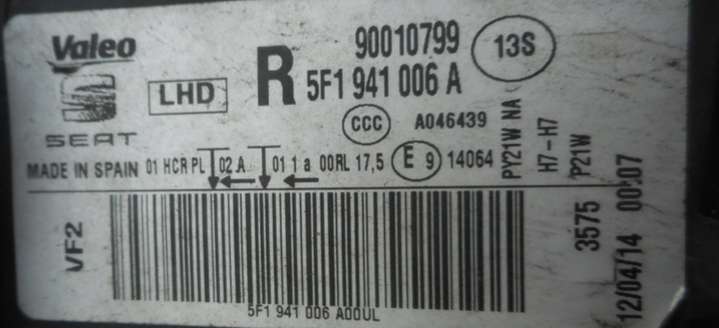 Valeo
SEAT
LHD
R
90010799
5F1 941 006 A
13S
CCC A046439
MADE IN SPAIN 01 HCR PL 02 A 01 1 a 00RL 17,5 E 9 14064
PY21W NA
H7-H7
P21W
VF2
5F1 941 006 A00UL
3575
12/04/14 00:07